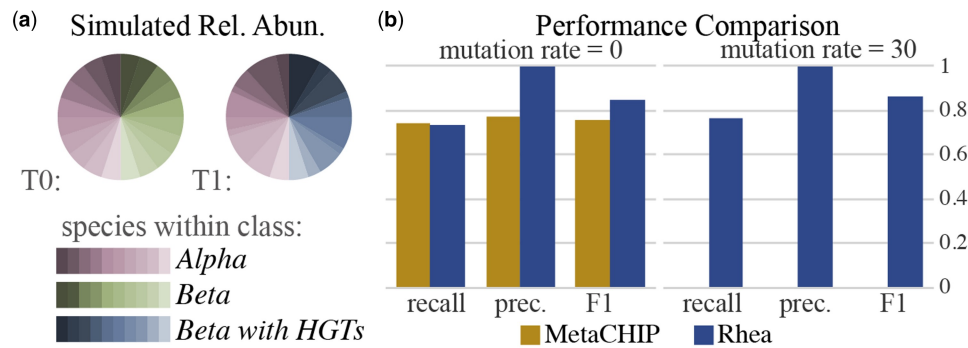 (a) Simulated Rel. Abun.
T0: T1:
species within class:
Alpha
Beta
Beta with HGTs
(b) Performance Comparison
mutation rate = 0 mutation rate = 30
1
0.8
0.6
0.4
0.2
0
recall prec. F1 recall prec. F1
MetaCHIP Rhea